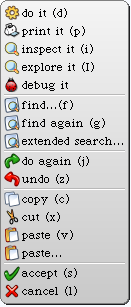 do it (d)
print it (p)
inspect it (i)
explore it (I)
debug it
find...(f)
find again (g)
extended search...
do again (j)
undo (z)
copy (c)
cut (x)
paste (v)
paste...
accept (s)
cancel (l)